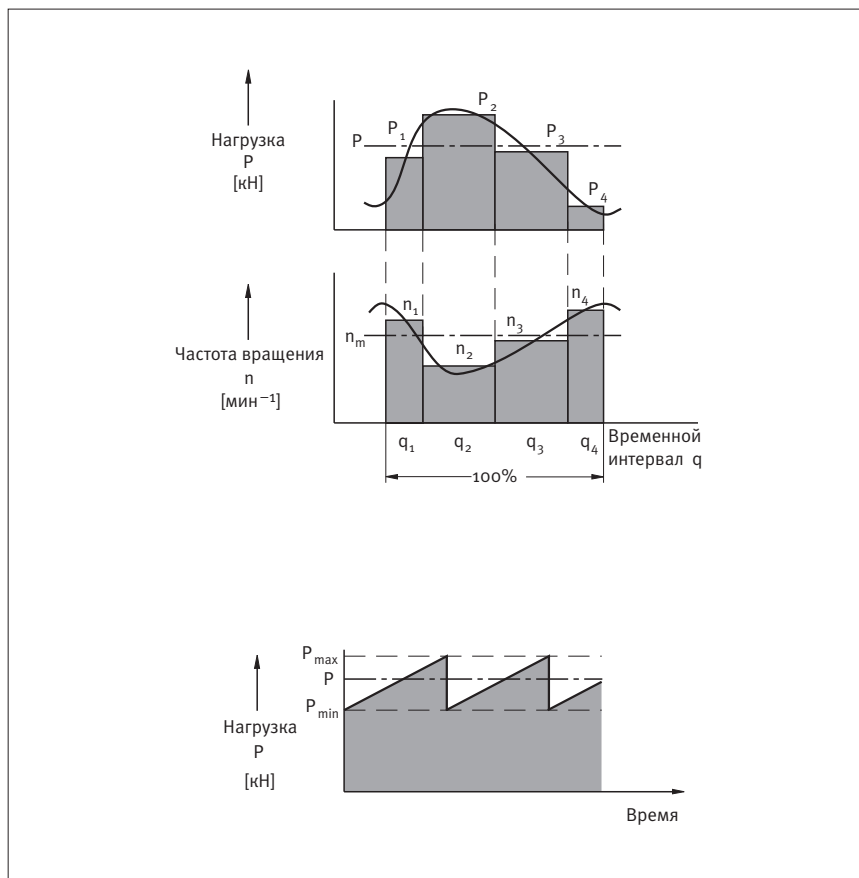 Нагрузка
P
[кН]
P
P₁
P₂
P₃
P₄
Частота вращения
n
[мин⁻¹]
nₘ
n₁
n₂
n₃
n₄
q₁ q₂ q₃ q₄
Временной
интервал q
100%
Pmax
P
Pmin
Нагрузка
P
[кН]
Время